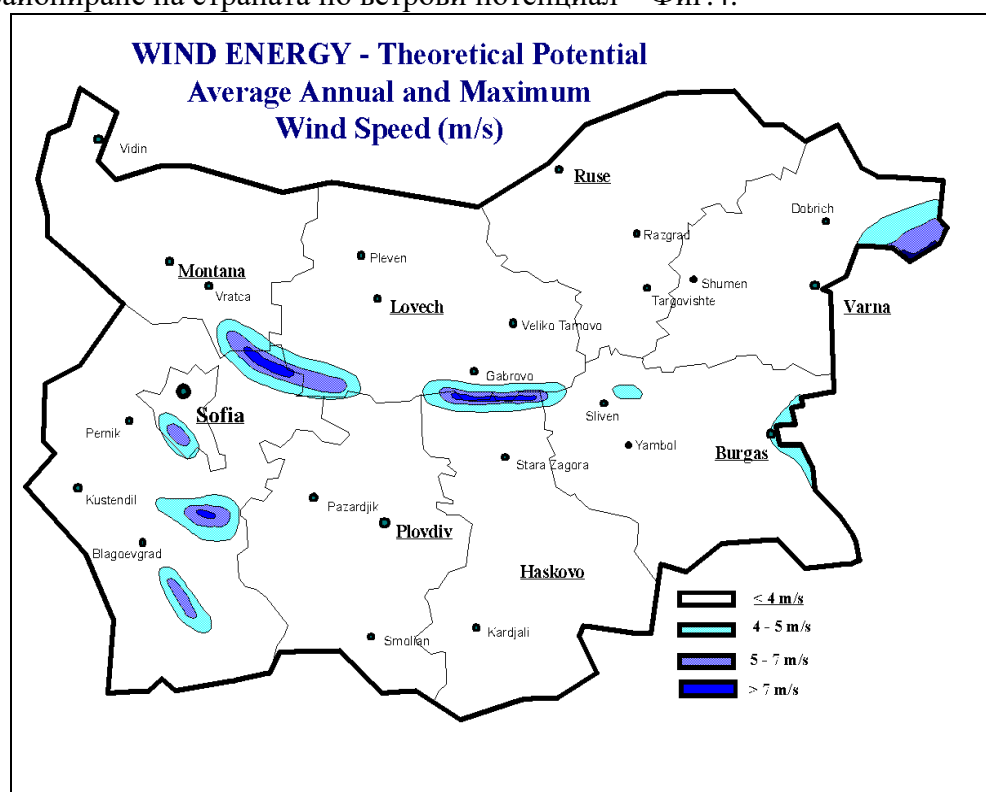 айониране на страната по ветрови потенциал – Фиг.4.
WIND ENERGY - Theoretical Potential
Average Annual and Maximum
Wind Speed (m/s)
Vidin
Ruse
Dobrich
Razgrad
Pleven
Montana
Shumen
Vratca
Targovishte
Lovech
Varna
Veliko Tarnovo
Gabrovo
Sofia
Sliven
Pernik
Yambol
Burgas
Stara Zagora
Kustendil
Pazardjik
Plovdiv
Blagoevgrad
Haskovo
≤ 4 m/s
4 - 5 m/s
Smolian
Kardjali
5 - 7 m/s
> 7 m/s